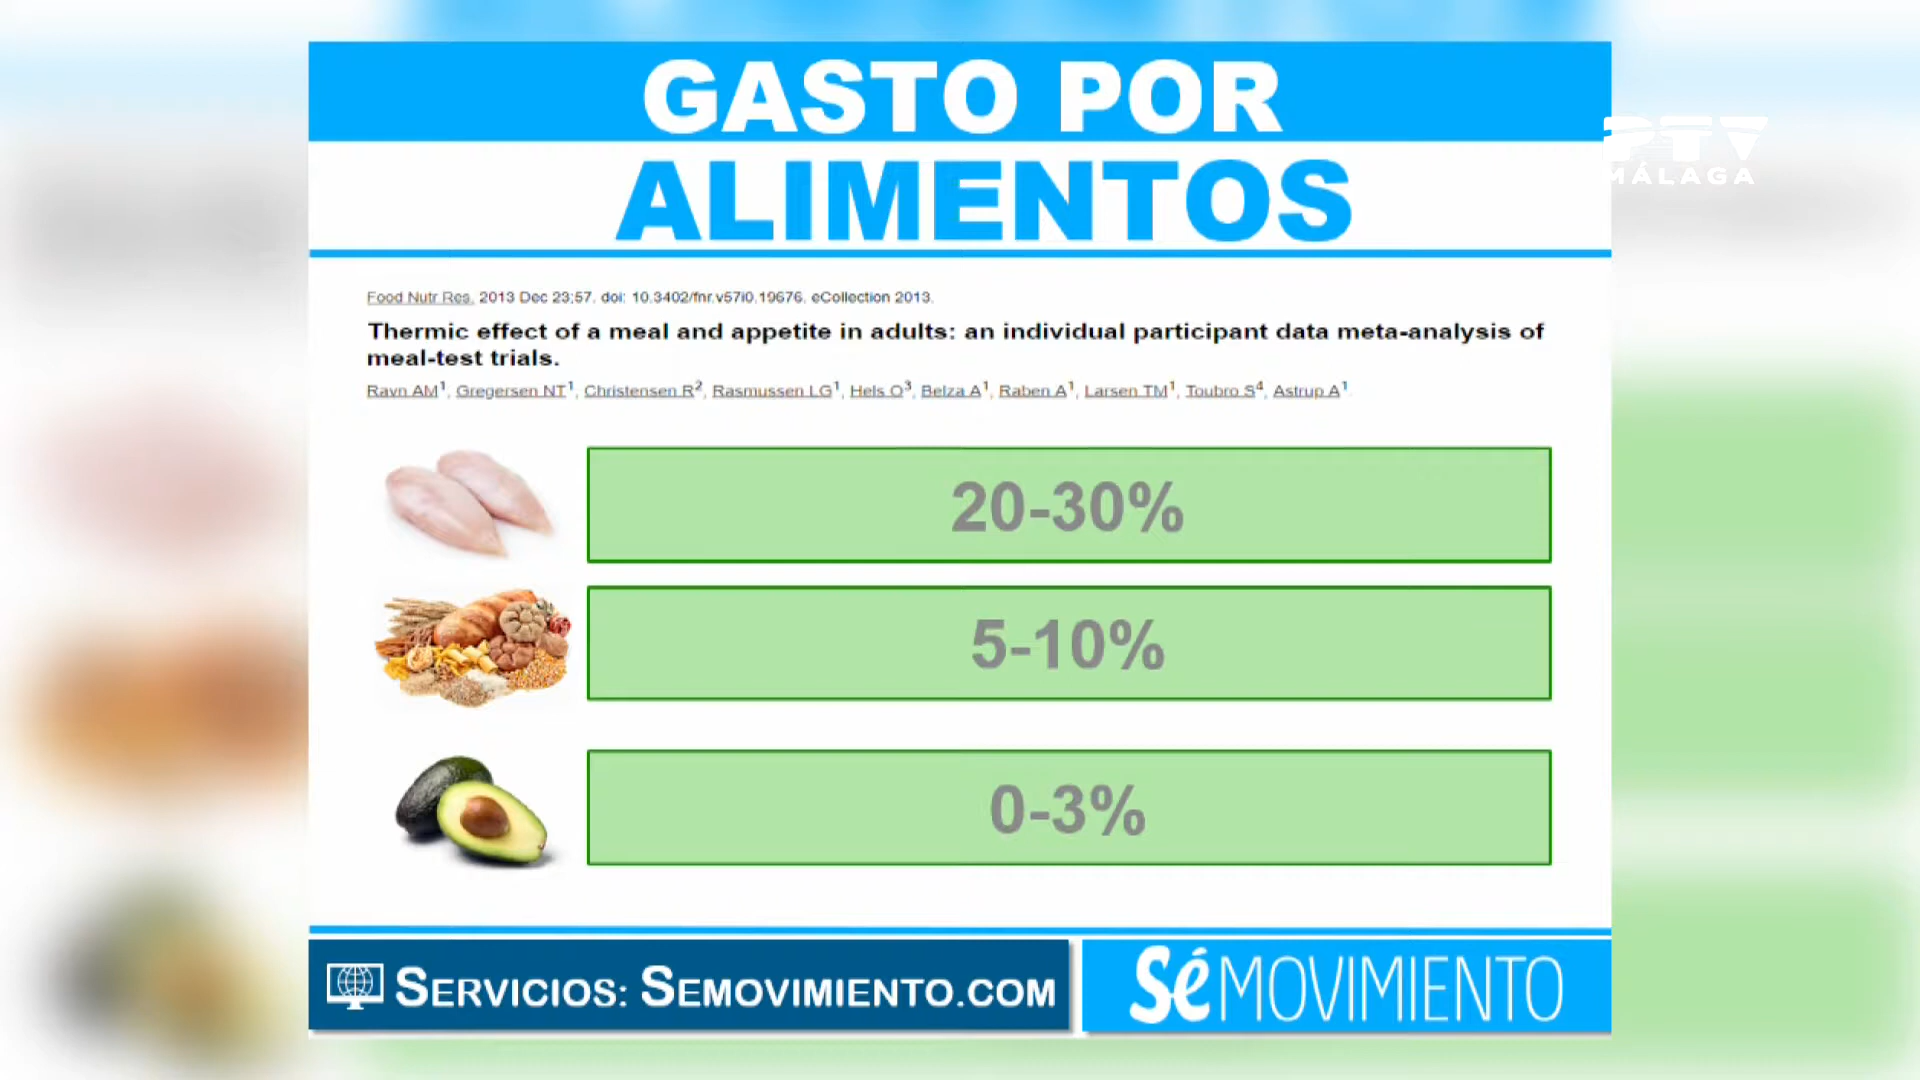 GASTO POR
ALIMENTOS
PTV
MÁLAGA
Food Nutr Res. 2013 Dec 23;57. doi: 10.3402/fnr.v57i0.19676. eCollection 2013.
Thermic effect of a meal and appetite in adults: an individual participant data meta-analysis of
meal-test trials.
Ravn AM1, Gregersen NT1, Christensen R2, Rasmussen LG1, Hels O3, Belza A1, Raben A1, Larsen TM1, Toubro S4, Astrup A1.
20-30%
5-10%
0-3%
SERVICIOS: SEMOVIMIENTO.COM
SéMOVIMIENTO